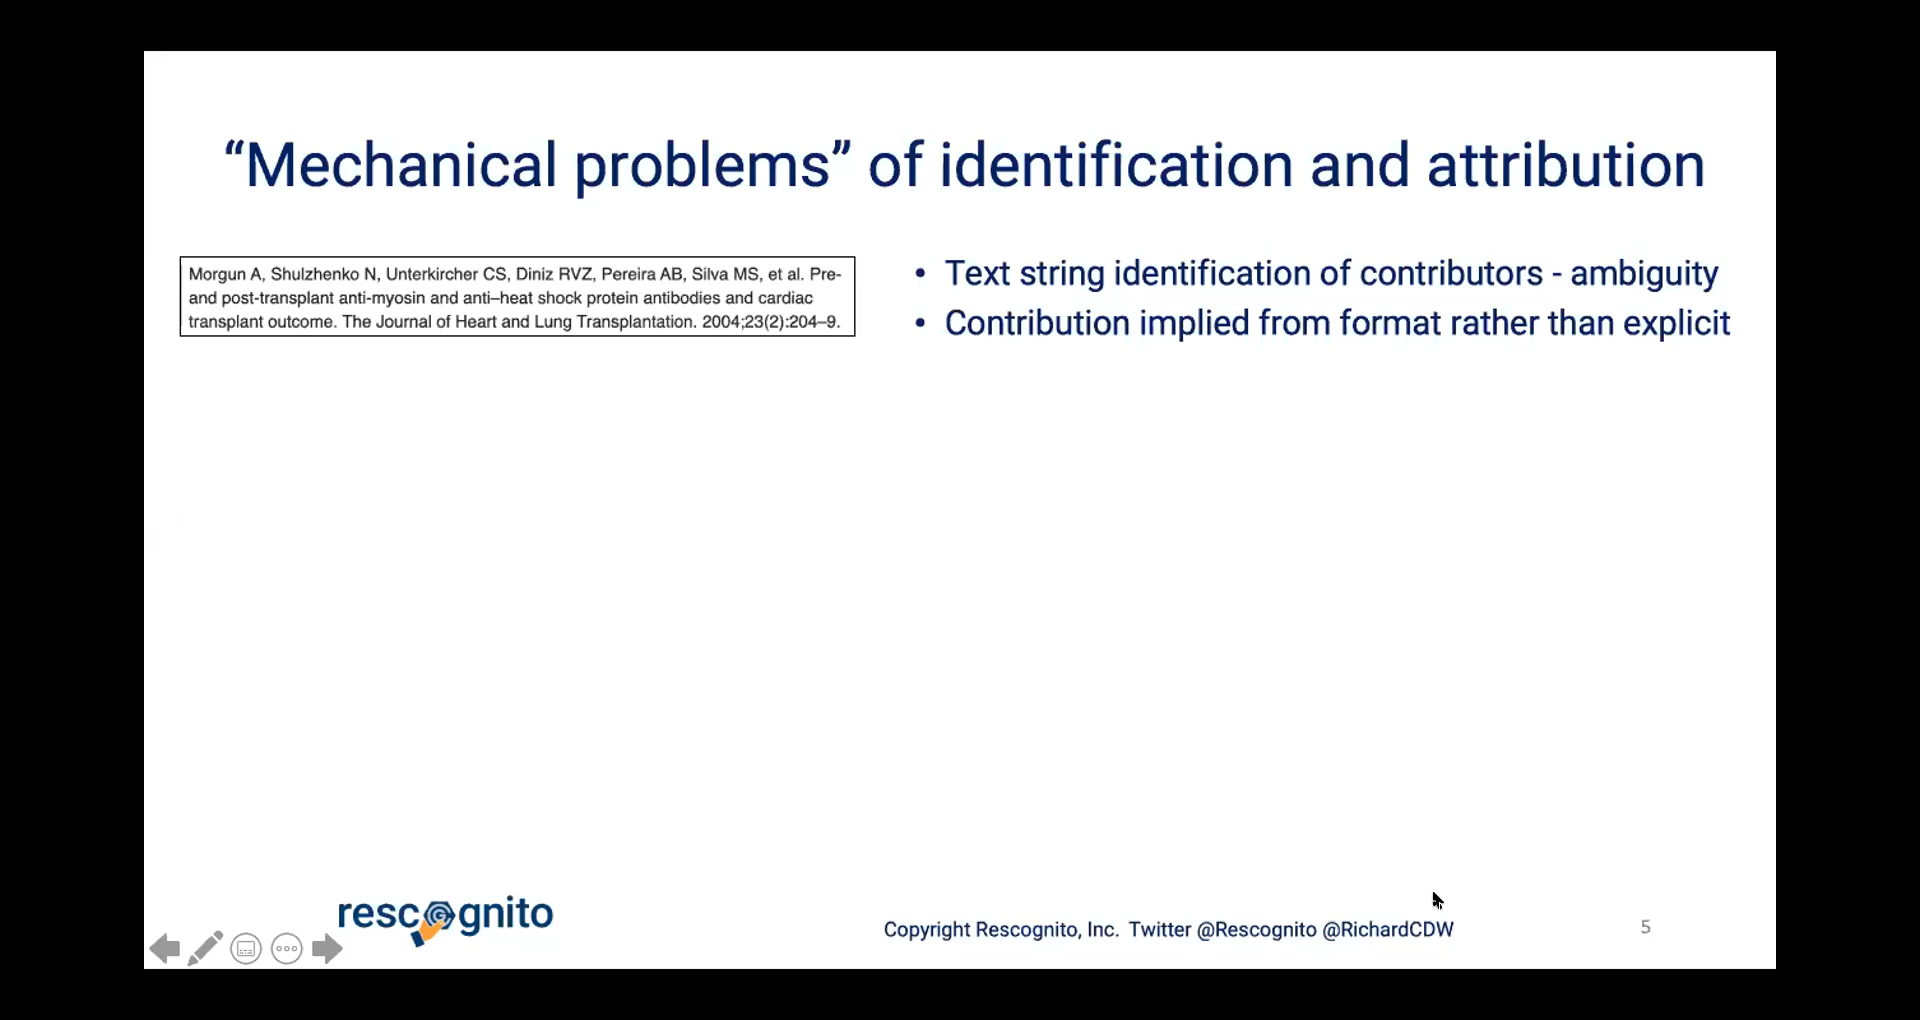 “Mechanical problems” of identification and attribution
Morgun A, Shulzhenko N, Unterkircher CS, Diniz RVZ, Pereira AB, Silva MS, et al. Pre-
and post-transplant anti-myosin and anti–heat shock protein antibodies and cardiac
transplant outcome. The Journal of Heart and Lung Transplantation. 2004;23(2):204–9.
• Text string identification of contributors - ambiguity
• Contribution implied from format rather than explicit
rescognito
Copyright Rescognito, Inc. Twitter @Rescognito @RichardCDW
5